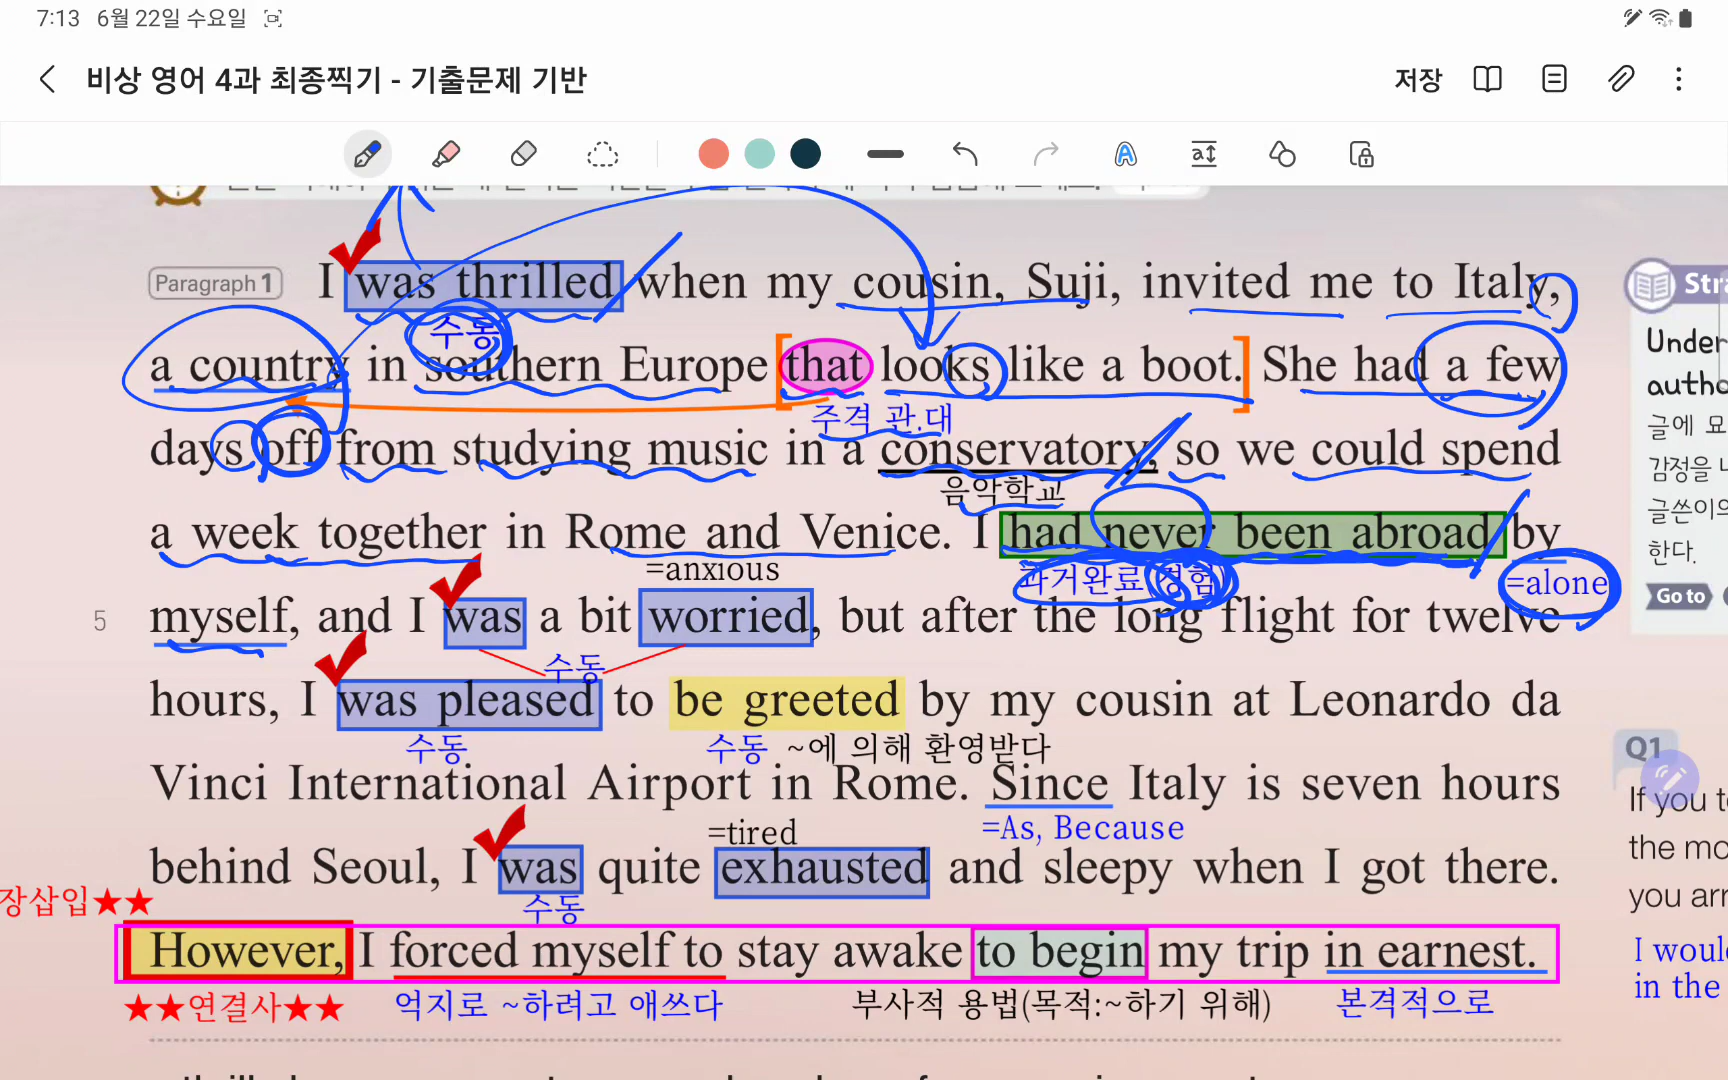 7:13 6월 22일 수요일
비상 영어 4과 최종찍기 - 기출문제 기반
저장
Paragraph 1
I was thrilled when my cousin, Suji, invited me to Italy,
수동
a country in southern Europe [that looks like a boot.] She had a few
주격 관.대
days off from studying music in a conservatory, so we could spend
음악학교
a week together in Rome and Venice. I had never been abroad by
=anxious
과거완료(경험)
=alone
5
myself, and I was a bit worried, but after the long flight for twelve
수동
hours, I was pleased to be greeted by my cousin at Leonardo da
수동
수동 ~에 의해 환영받다
Vinci International Airport in Rome. Since Italy is seven hours
=tired
=As, Because
behind Seoul, I was quite exhausted and sleepy when I got there.
장삽입★★
수동
However, I forced myself to stay awake to begin my trip in earnest.
★★연결사★★
억지로 ~하려고 애쓰다
부사적 용법(목적:~하기 위해)
본격적으로
Stra
Under
autho
글에 묘
감정을 
글쓴이의
한다.
Go to
Q1
If you t
the mo
you arr
I woul
in the